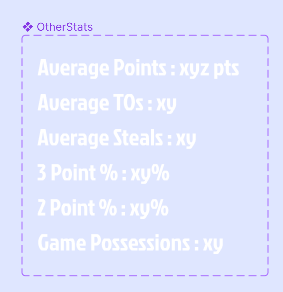 OtherStats
Average Points : xyz pts
Average TOs : xy
Average Steals : xy
3 Point % : xy%
2 Point % : xy%
Game Possessions : xy